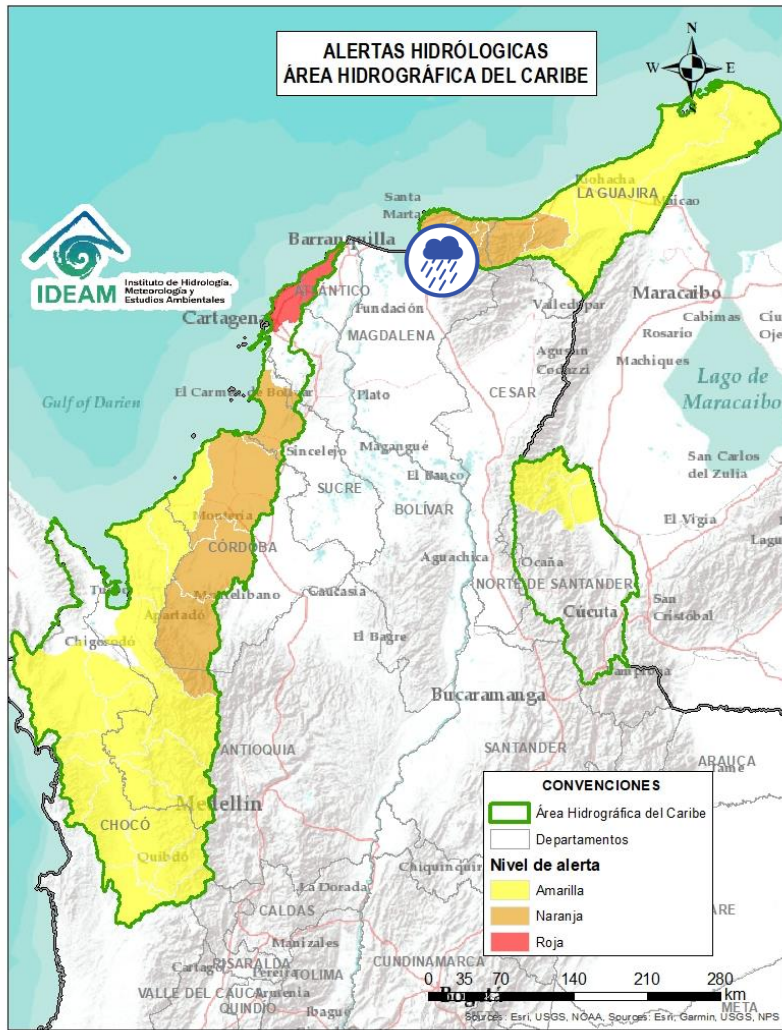 ALERTAS HIDRÓLOGICAS
ÁREA HIDROGRÁFICA DEL CARIBE
N
W
E
S
Riohacha
LA GUAJIRA
Maicao
Santa
Marta
Barranquilla
IDEAM
Instituto de Hidrología,
Meteorología y
Estudios Ambientales
ATLÁNTICO
Cartagena
Fundación
MAGDALENA
Valledupar
Maracaibo
Cabimas
Rosario
Agustín
Codazzi
Machiques
Lago de
Maracaibo
CESAR
Gulf of Darien
El Carmen de Bolívar
Plato
Sincelejo
Magangué
San Carlos
del Zulia
El Banco
SUCRE
BOLÍVAR
Montería
El Vigía
CÓRDOBA
Aguachica
Ocaña
NORTE DE SANTANDER
Montelibano
Caucasia
Cúcuta
San
Cristóbal
Apartadó
El Bagre
Chigorodó
Pamplona
Bucaramanga
ANTIOQUIA
SANTANDER
ARAUCA
Medellín
CHOCÓ
Quibdó
CONVENCIONES
Área Hidrográfica del Caribe
Departamentos
Nivel de alerta
Amarilla
Naranja
Roja
La Dorada
CALDAS
Manizales
RISARALDA
Pereira
TOLIMA
CUNDINAMARCA
VALLE DEL CAUCA
Armenia
QUINDÍO
Ibagué
Bogotá
META
0 35 70 140 210 280
km
Sources: Esri, USGS, NOAA, Sources: Esri, Garmin, USGS, NPS